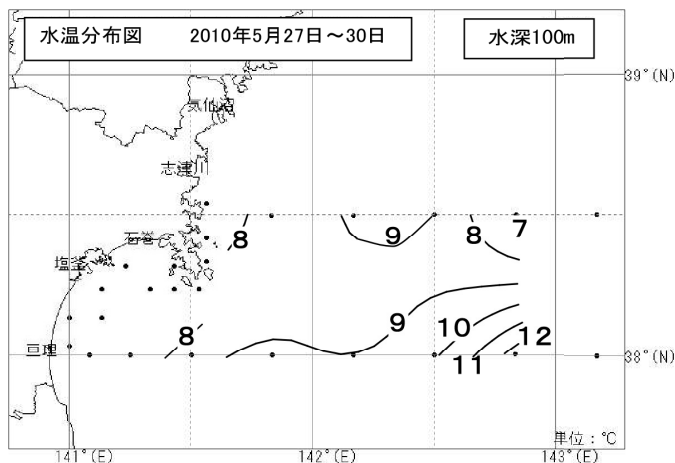 水温分布図 2010年5月27日～30日
水深100m
39°(N)
気仙沼
志津川
8
9
8
7
石巻
塩釜
8
9
10
12
亘理
11
38°(N)
単位：℃
141°(E)
142°(E)
143°(E)